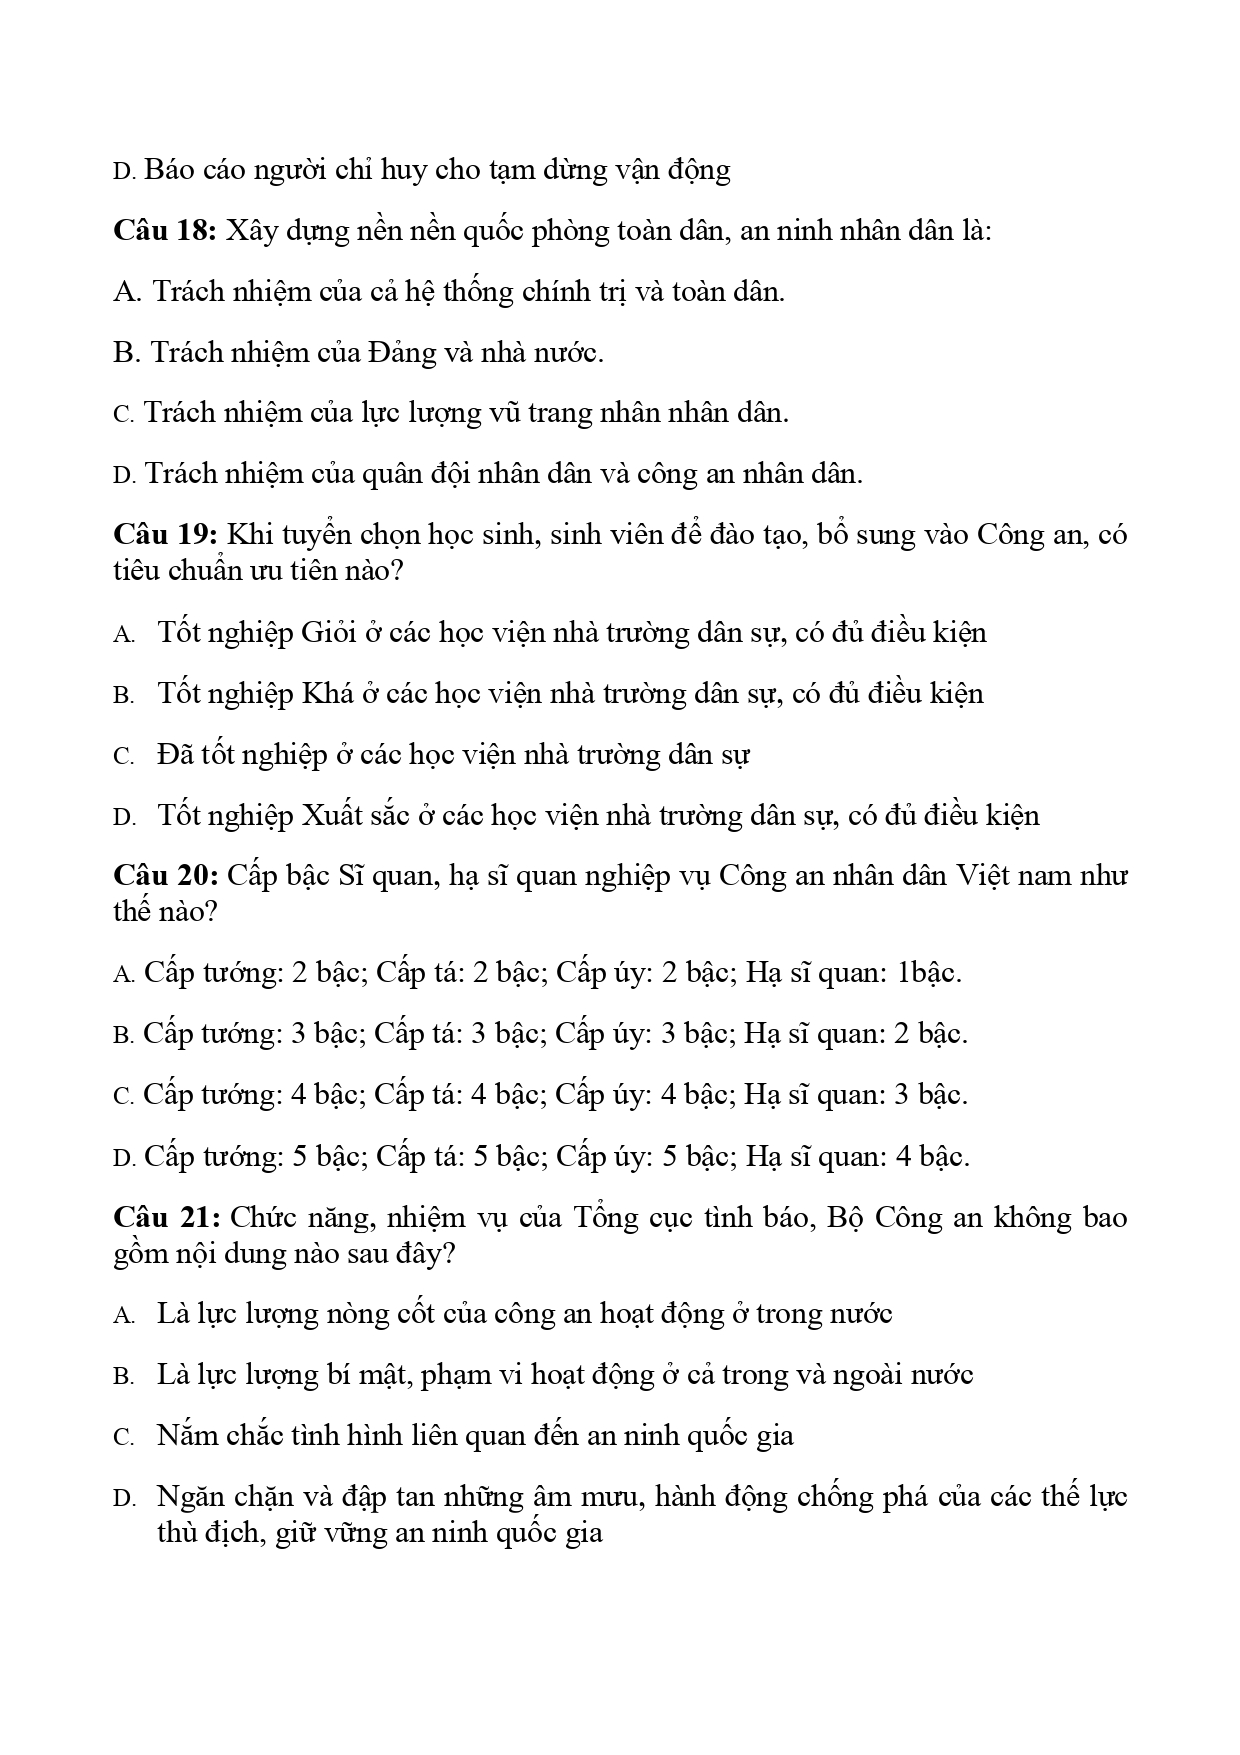 D. Báo cáo người chỉ huy cho tạm dừng vận động
Câu 18: Xây dựng nền nền quốc phòng toàn dân, an ninh nhân dân là:
A. Trách nhiệm của cả hệ thống chính trị và toàn dân.
B. Trách nhiệm của Đảng và nhà nước.
C. Trách nhiệm của lực lượng vũ trang nhân nhân dân.
D. Trách nhiệm của quân đội nhân dân và công an nhân dân.
Câu 19: Khi tuyển chọn học sinh, sinh viên để đào tạo, bổ sung vào Công an, có
tiêu chuẩn ưu tiên nào?
A. Tốt nghiệp Giỏi ở các học viện nhà trường dân sự, có đủ điều kiện
B. Tốt nghiệp Khá ở các học viện nhà trường dân sự, có đủ điều kiện
C. Đã tốt nghiệp ở các học viện nhà trường dân sự
D. Tốt nghiệp Xuất sắc ở các học viện nhà trường dân sự, có đủ điều kiện
Câu 20: Cấp bậc Sĩ quan, hạ sĩ quan nghiệp vụ Công an nhân dân Việt nam như
thế nào?
A. Cấp tướng: 2 bậc; Cấp tá: 2 bậc; Cấp úy: 2 bậc; Hạ sĩ quan: 1bậc.
B. Cấp tướng: 3 bậc; Cấp tá: 3 bậc; Cấp úy: 3 bậc; Hạ sĩ quan: 2 bậc.
C. Cấp tướng: 4 bậc; Cấp tá: 4 bậc; Cấp úy: 4 bậc; Hạ sĩ quan: 3 bậc.
D. Cấp tướng: 5 bậc; Cấp tá: 5 bậc; Cấp úy: 5 bậc; Hạ sĩ quan: 4 bậc.
Câu 21: Chức năng, nhiệm vụ của Tổng cục tình báo, Bộ Công an không bao
gồm nội dung nào sau đây?
A. Là lực lượng nòng cốt của công an hoạt động ở trong nước
B. Là lực lượng bí mật, phạm vi hoạt động ở cả trong và ngoài nước
C. Nắm chắc tình hình liên quan đến an ninh quốc gia
D. Ngăn chặn và đập tan những âm mưu, hành động chống phá của các thế lực
thù địch, giữ vững an ninh quốc gia